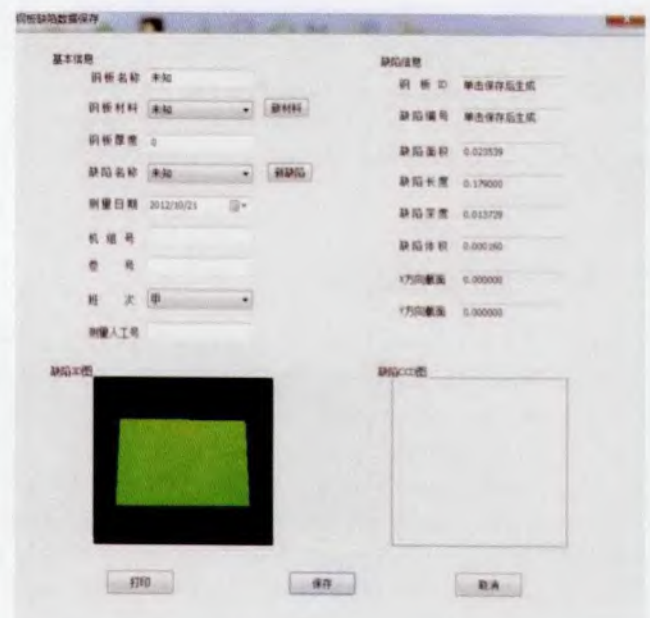 钢板缺陷数据保存
基本信息
钢板名称 未知
钢板材料 未知 新材料
钢板厚度 0
缺陷名称 未知 新缺陷
测量日期 2012/10/21
机组号
卷号
班次 甲
测量人工号
缺陷信息
钢板ID 单击保存后生成
缺陷编号 单击保存后生成
缺陷面积 0.023539
缺陷长度 0.179000
缺陷深度 0.013728
缺陷体积 0.000160
X方向截面 0.000000
Y方向截面 0.000000
缺陷3D图
缺陷CCD图
打印
保存
取消